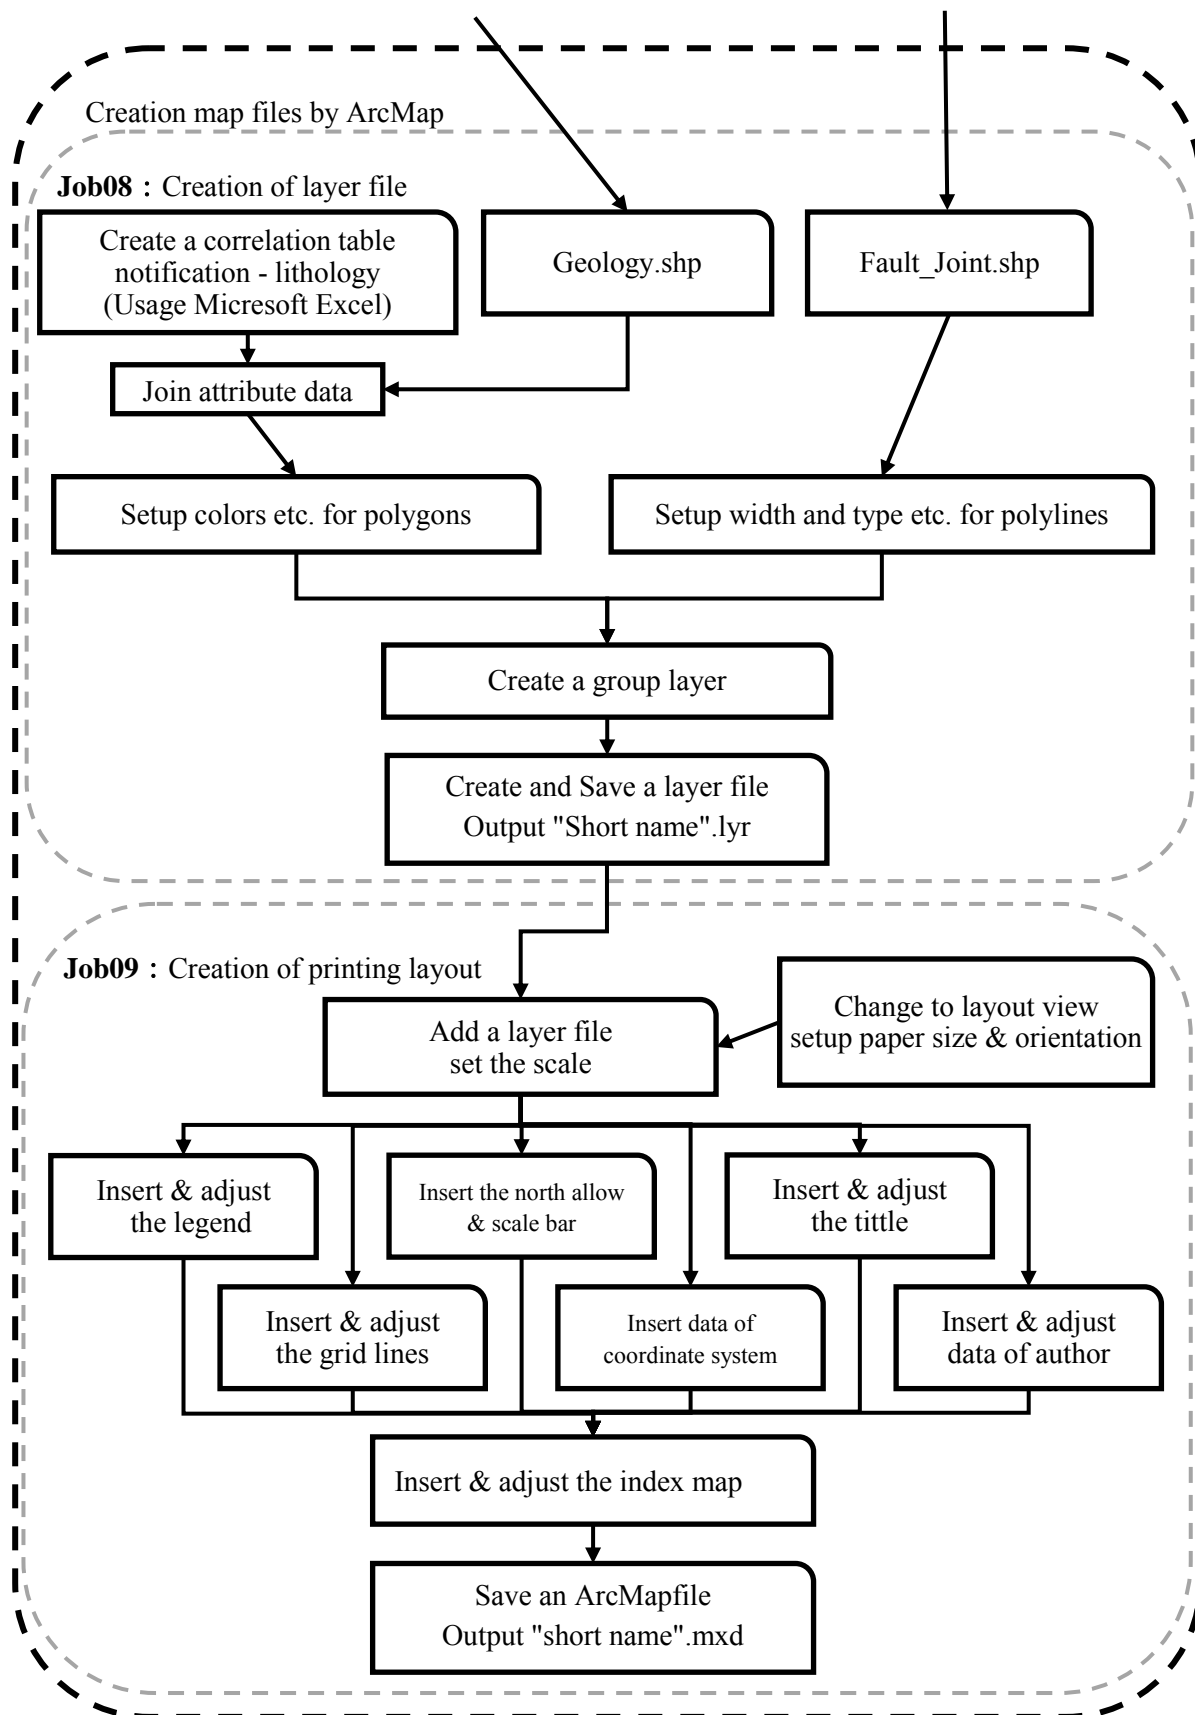 Creation map files by ArcMap
Job08 : Creation of layer file
Create a correlation table
notification - lithology
(Usage Micresoft Excel)
Geology.shp
Fault_Joint.shp
Join attribute data
Setup colors etc. for polygons
Setup width and type etc. for polylines
Create a group layer
Create and Save a layer file
Output "Short name".lyr
Job09 : Creation of printing layout
Add a layer file
set the scale
Change to layout view
setup paper size & orientation
Insert & adjust
the legend
Insert the north allow
& scale bar
Insert & adjust
the tittle
Insert & adjust
the grid lines
Insert data of
coordinate system
Insert & adjust
data of author
Insert & adjust the index map
Save an ArcMapfile
Output "short name".mxd